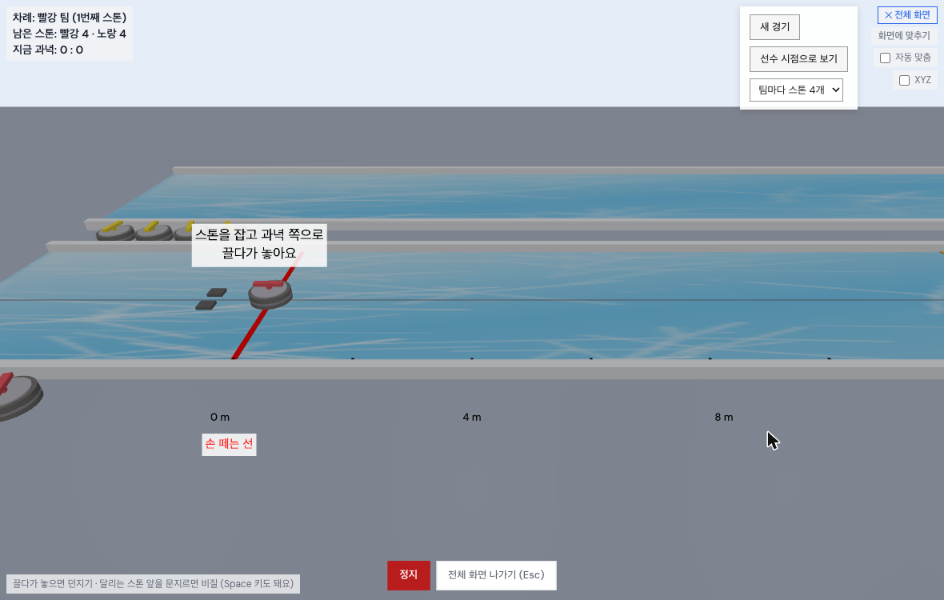 차례: 빨강 팀 (1번째 스톤)
남은 스톤: 빨강 4 · 노랑 4
지금 과녁: 0 : 0
새 경기
선수 시점으로 보기
팀마다 스톤 4개
✕ 전체 화면
화면에 맞추기
자동 맞춤
XYZ
스톤을 잡고 과녁 쪽으로
끌다가 놓아요
0 m
4 m
8 m
손 떼는 선
끌다가 놓으면 던지기 · 달리는 스톤 앞을 문지르면 비질 (Space 키도 돼요)
정지
전체 화면 나가기 (Esc)